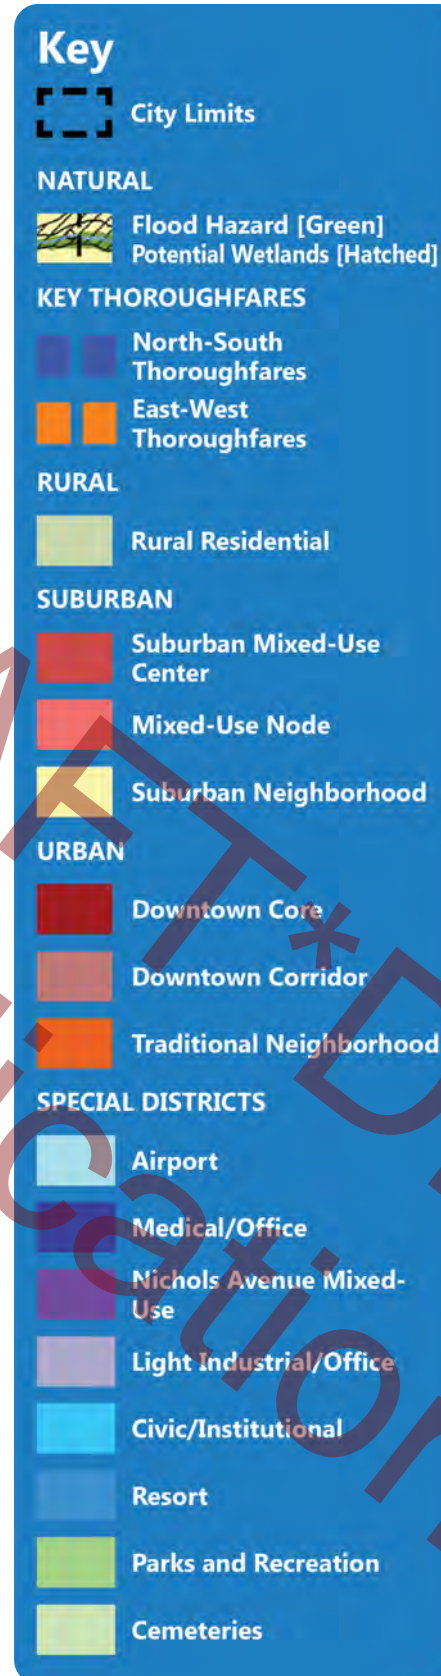 Key
City Limits
NATURAL
Flood Hazard [Green]
Potential Wetlands [Hatched]
KEY THOROUGHFARES
North-South
Thoroughfares
East-West
Thoroughfares
RURAL
Rural Residential
SUBURBAN
Suburban Mixed-Use
Center
Mixed-Use Node
Suburban Neighborhood
URBAN
Downtown Core
Downtown Corridor
Traditional Neighborhood
SPECIAL DISTRICTS
Airport
Medical/Office
Nichols Avenue Mixed-
Use
Light Industrial/Office
Civic/Institutional
Resort
Parks and Recreation
Cemeteries